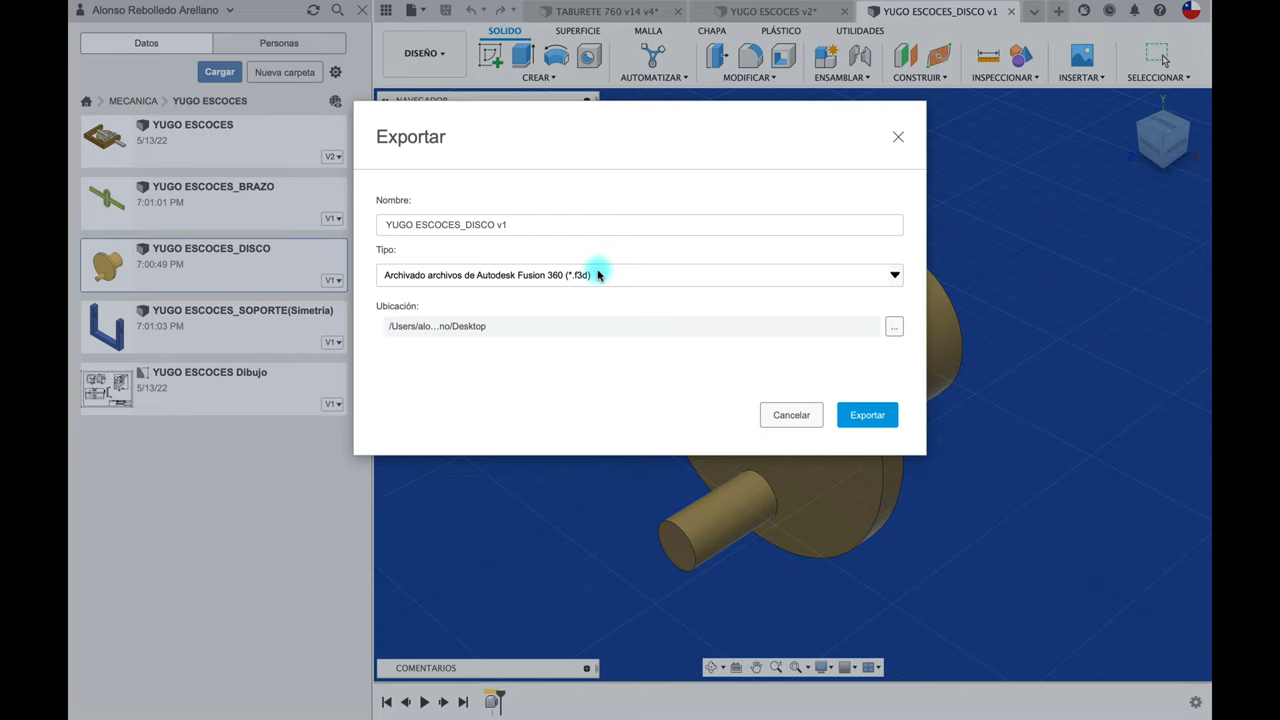 Alonso Rebolledo Arellano
Datos
Personas
Cargar
Nueva carpeta
MECANICA
YUGO ESCOCES
YUGO ESCOCES
5/13/22
V2
YUGO ESCOCES_BRAZO
7:01:01 PM
V1
YUGO ESCOCES_DISCO
7:00:49 PM
V1
YUGO ESCOCES_SOPORTE(Simetría)
7:01:03 PM
V1
YUGO ESCOCES Dibujo
5/13/22
V1
TABURETE 760 v14 v4*
YUGO ESCOCES v2*
YUGO ESCOCES_DISCO v1
DISEÑO
SOLIDO
SUPERFICIE
MALLA
CHAPA
PLÁSTICO
UTILIDADES
CREAR
AUTOMATIZAR
MODIFICAR
ENSAMBLAR
CONSTRUIR
INSPECCIONAR
INSERTAR
SELECCIONAR
NAVEGADOR
Y
Z
Exportar
Nombre:
YUGO ESCOCES_DISCO v1
Tipo:
Archivado archivos de Autodesk Fusion 360 (*.f3d)
Ubicación:
/Users/alo...no/Desktop
...
Cancelar
Exportar
COMENTARIOS